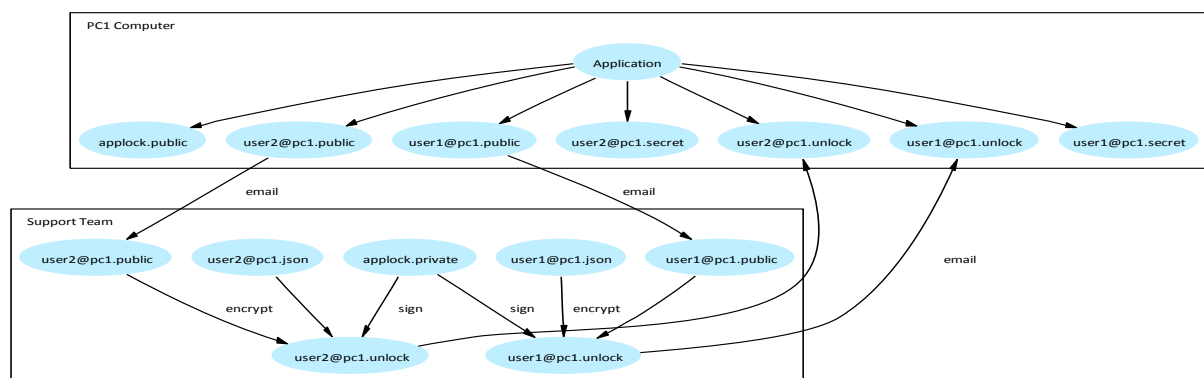 PC1 Computer
Application
applock.public
user2@pc1.public
user1@pc1.public
user2@pc1.secret
user2@pc1.unlock
user1@pc1.unlock
user1@pc1.secret
email
email
Support Team
user2@pc1.public
user2@pc1.json
applock.private
user1@pc1.json
user1@pc1.public
email
encrypt
sign
sign
encrypt
user2@pc1.unlock
user1@pc1.unlock